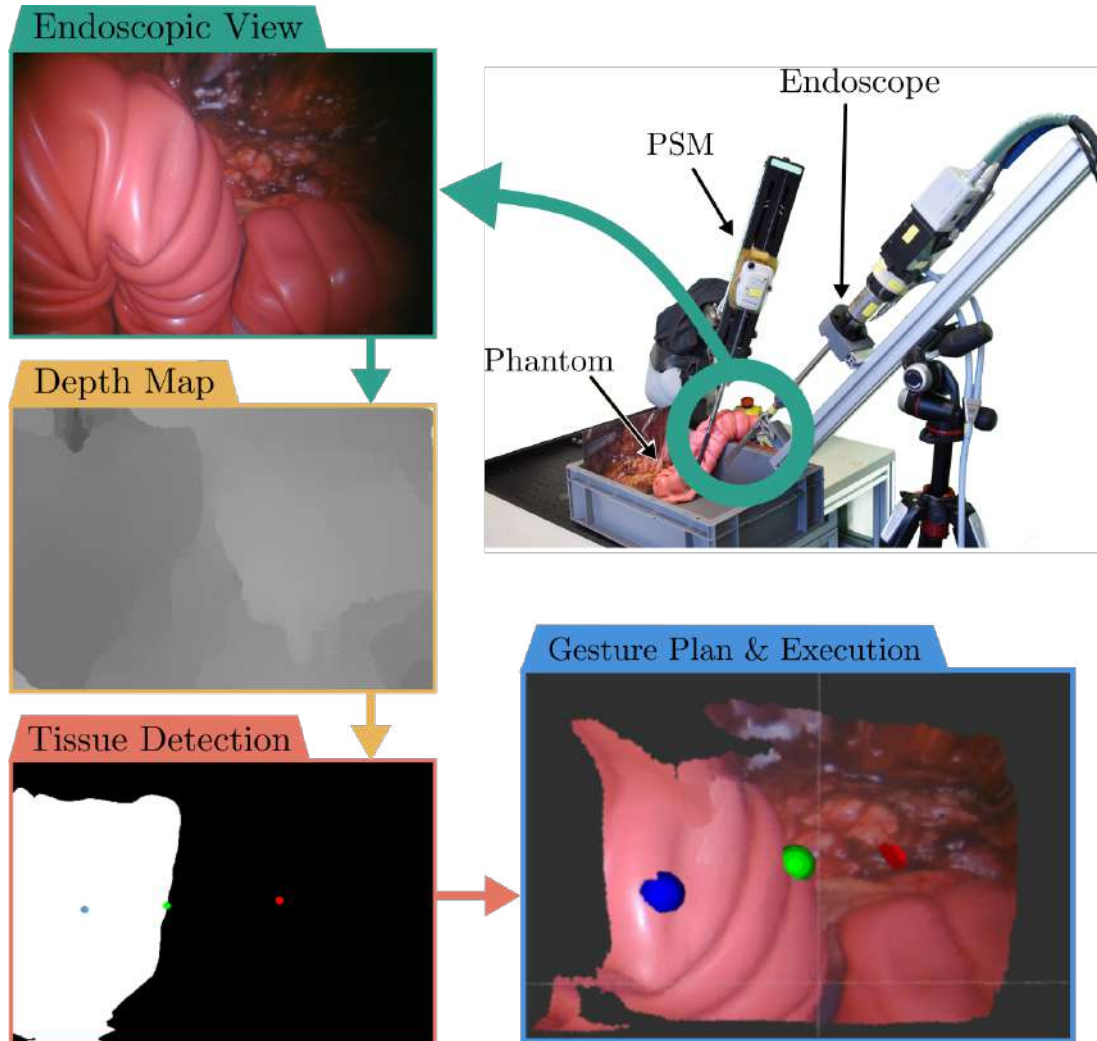 Endoscopic View
Endoscope
PSM
Phantom
Depth Map
Gesture Plan & Execution
Tissue Detection